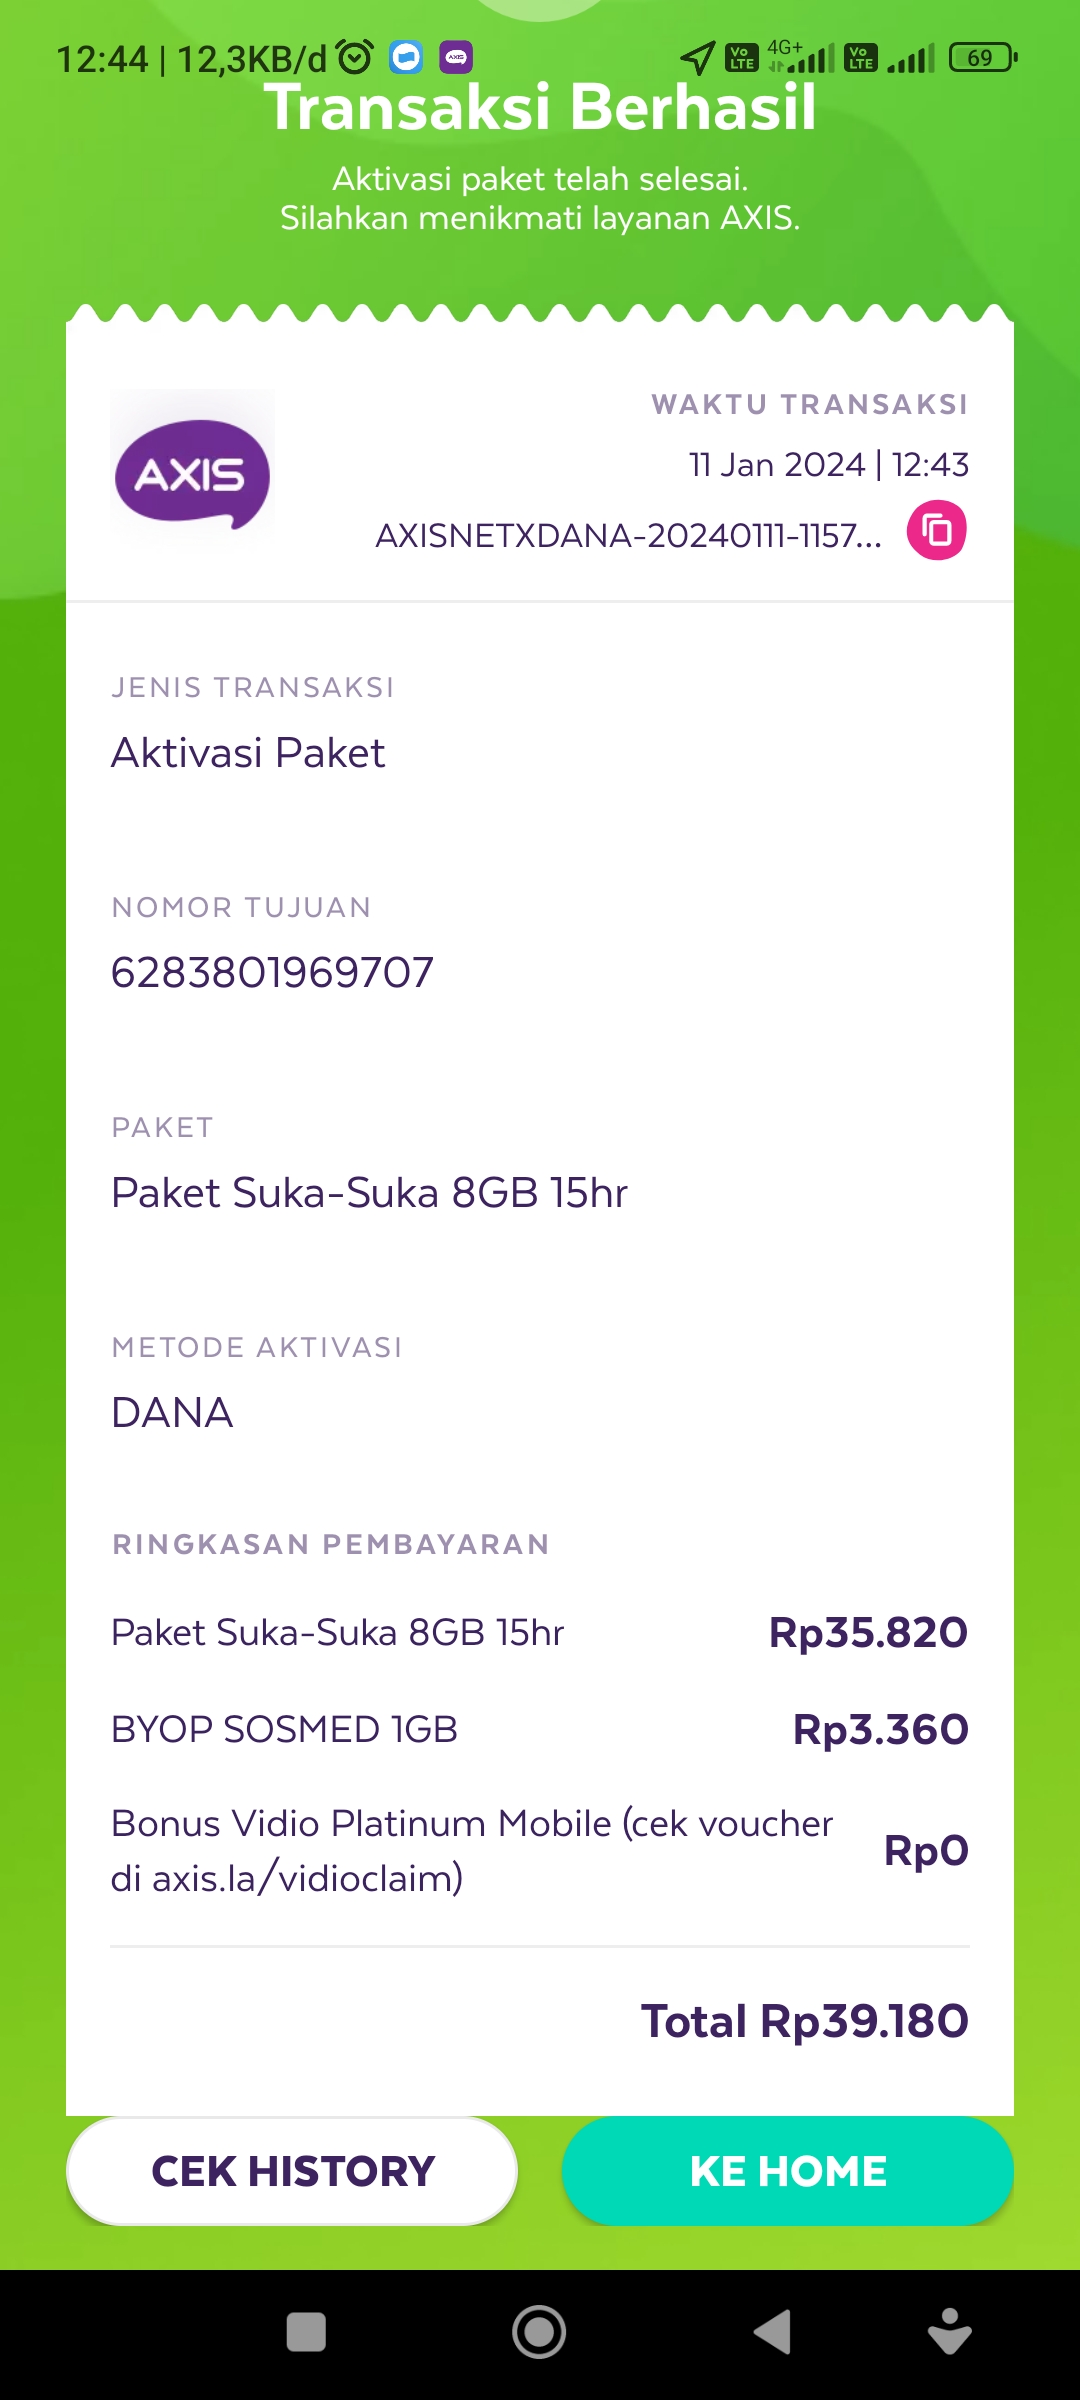 12:44 | 12,3KB/d AXIS Vo LTE 4G+ Vo LTE 69
Transaksi Berhasil
Aktivasi paket telah selesai.
Silahkan menikmati layanan AXIS.
AXIS
WAKTU TRANSAKSI
11 Jan 2024 | 12:43
AXISNETXDANA-20240111-1157...
JENIS TRANSAKSI
Aktivasi Paket
NOMOR TUJUAN
6283801969707
PAKET
Paket Suka-Suka 8GB 15hr
METODE AKTIVASI
DANA
RINGKASAN PEMBAYARAN
Paket Suka-Suka 8GB 15hr Rp35.820
BYOP SOSMED 1GB Rp3.360
Bonus Vidio Platinum Mobile (cek voucher
di axis.la/vidioclaim) Rp0
Total Rp39.180
CEK HISTORY KE HOME